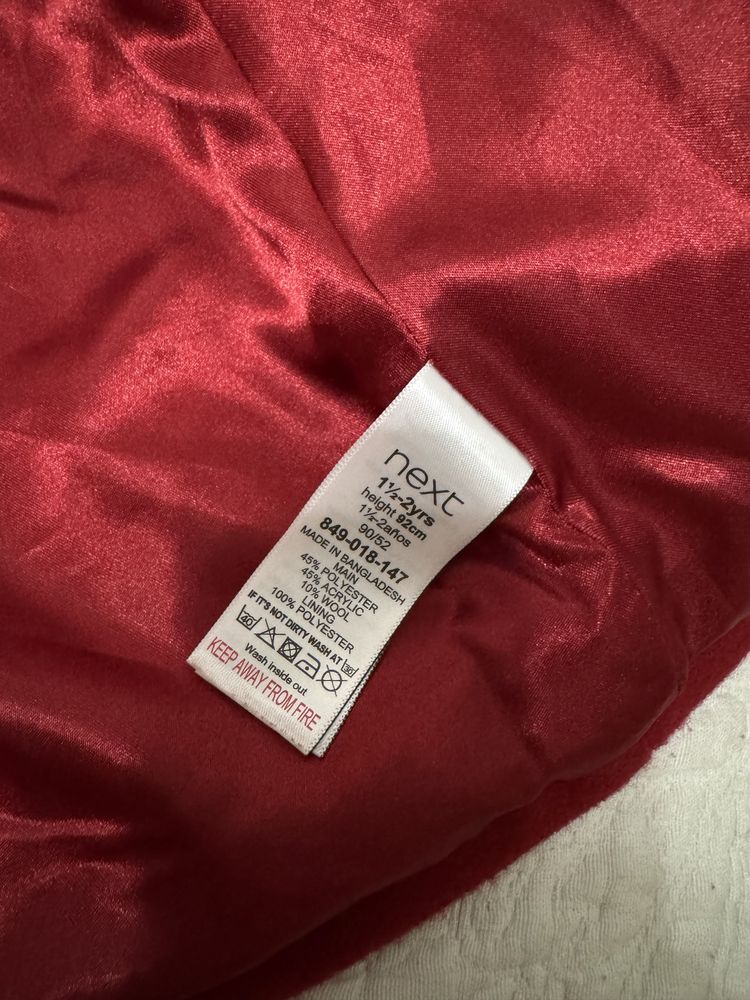 next
1½-2yrs
height 92cm
1½-2años
90/52
849-018-147
MADE IN BANGLADESH
MAIN
45% POLYESTER
45% ACRYLIC
10% WOOL
LINING
100% POLYESTER
IF IT'S NOT DIRTY WASH AT 30
30
Wash inside out
KEEP AWAY FROM FIRE